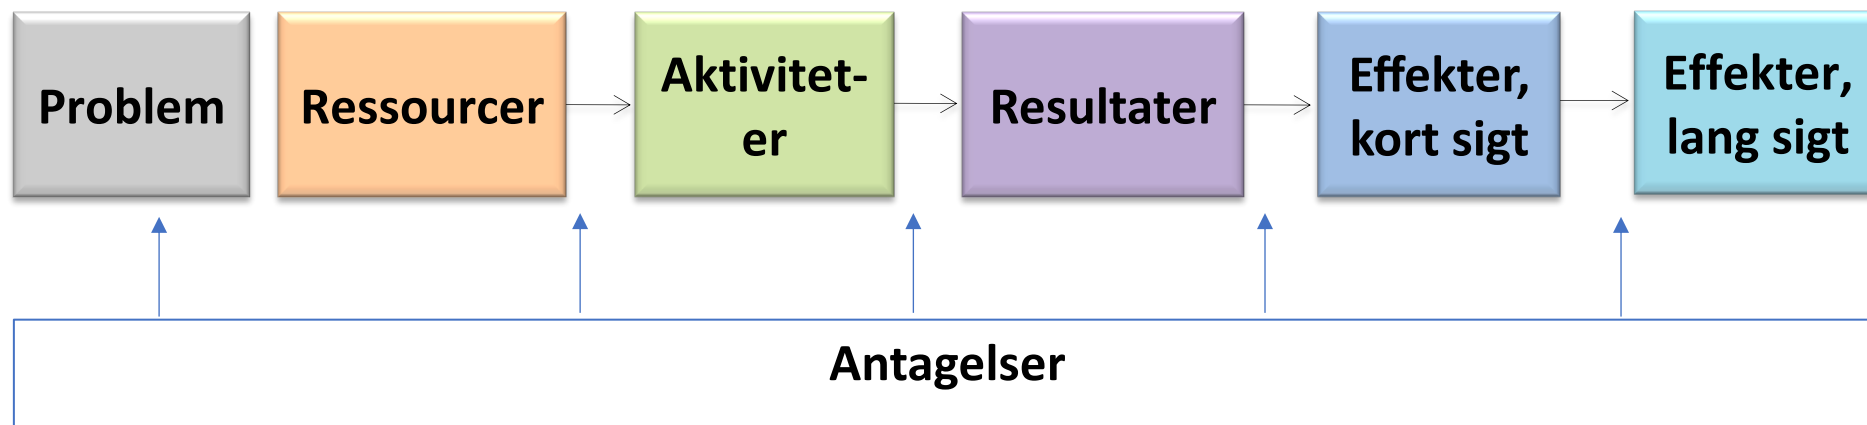 Problem
Ressourcer
Aktivitet-
er
Resultater
Effekter,
kort sigt
Effekter,
lang sigt
Antagelser